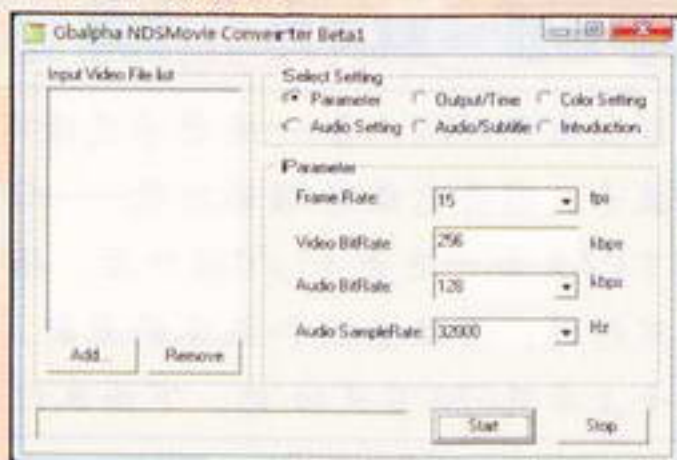 Gbalpha NDSMovie Converter Beta1
Input Video File list
Select Setting
Parameter Output/Time Color Setting
Audio Setting Audio/Subtitle Intruduction
Parameter
Frame Rate: 15 fps
Video BitRate: 256 kbps
Audio BitRate: 128 kbps
Audio SampleRate: 32000 Hz
Add... Remove
Start Stop